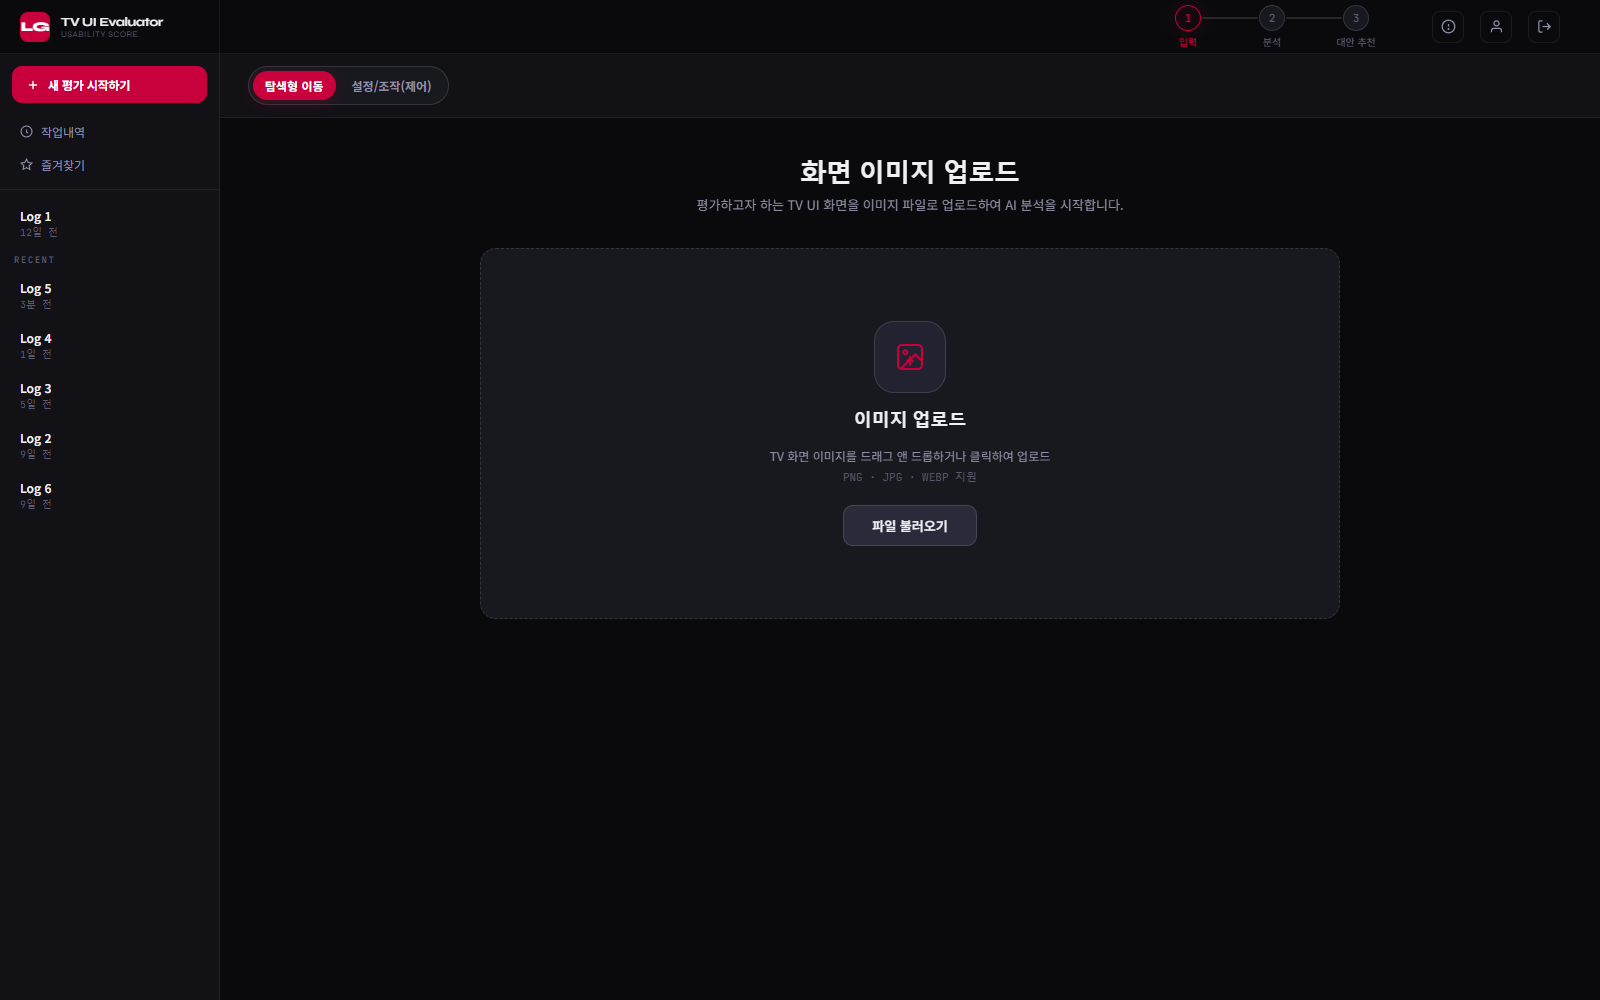 LG
TV UI Evaluator
USABILITY SCORE
1
2
3
입력
분석
대안 추천
새 평가 시작하기
탐색형 이동
설정/조작(제어)
작업내역
즐겨찾기
Log 1
12일 전
RECENT
Log 5
3분 전
Log 4
1일 전
Log 3
5일 전
Log 2
9일 전
Log 6
9일 전
화면 이미지 업로드
평가하고자 하는 TV UI 화면을 이미지 파일로 업로드하여 AI 분석을 시작합니다.
이미지 업로드
TV 화면 이미지를 드래그 앤 드롭하거나 클릭하여 업로드
PNG · JPG · WEBP 지원
파일 불러오기